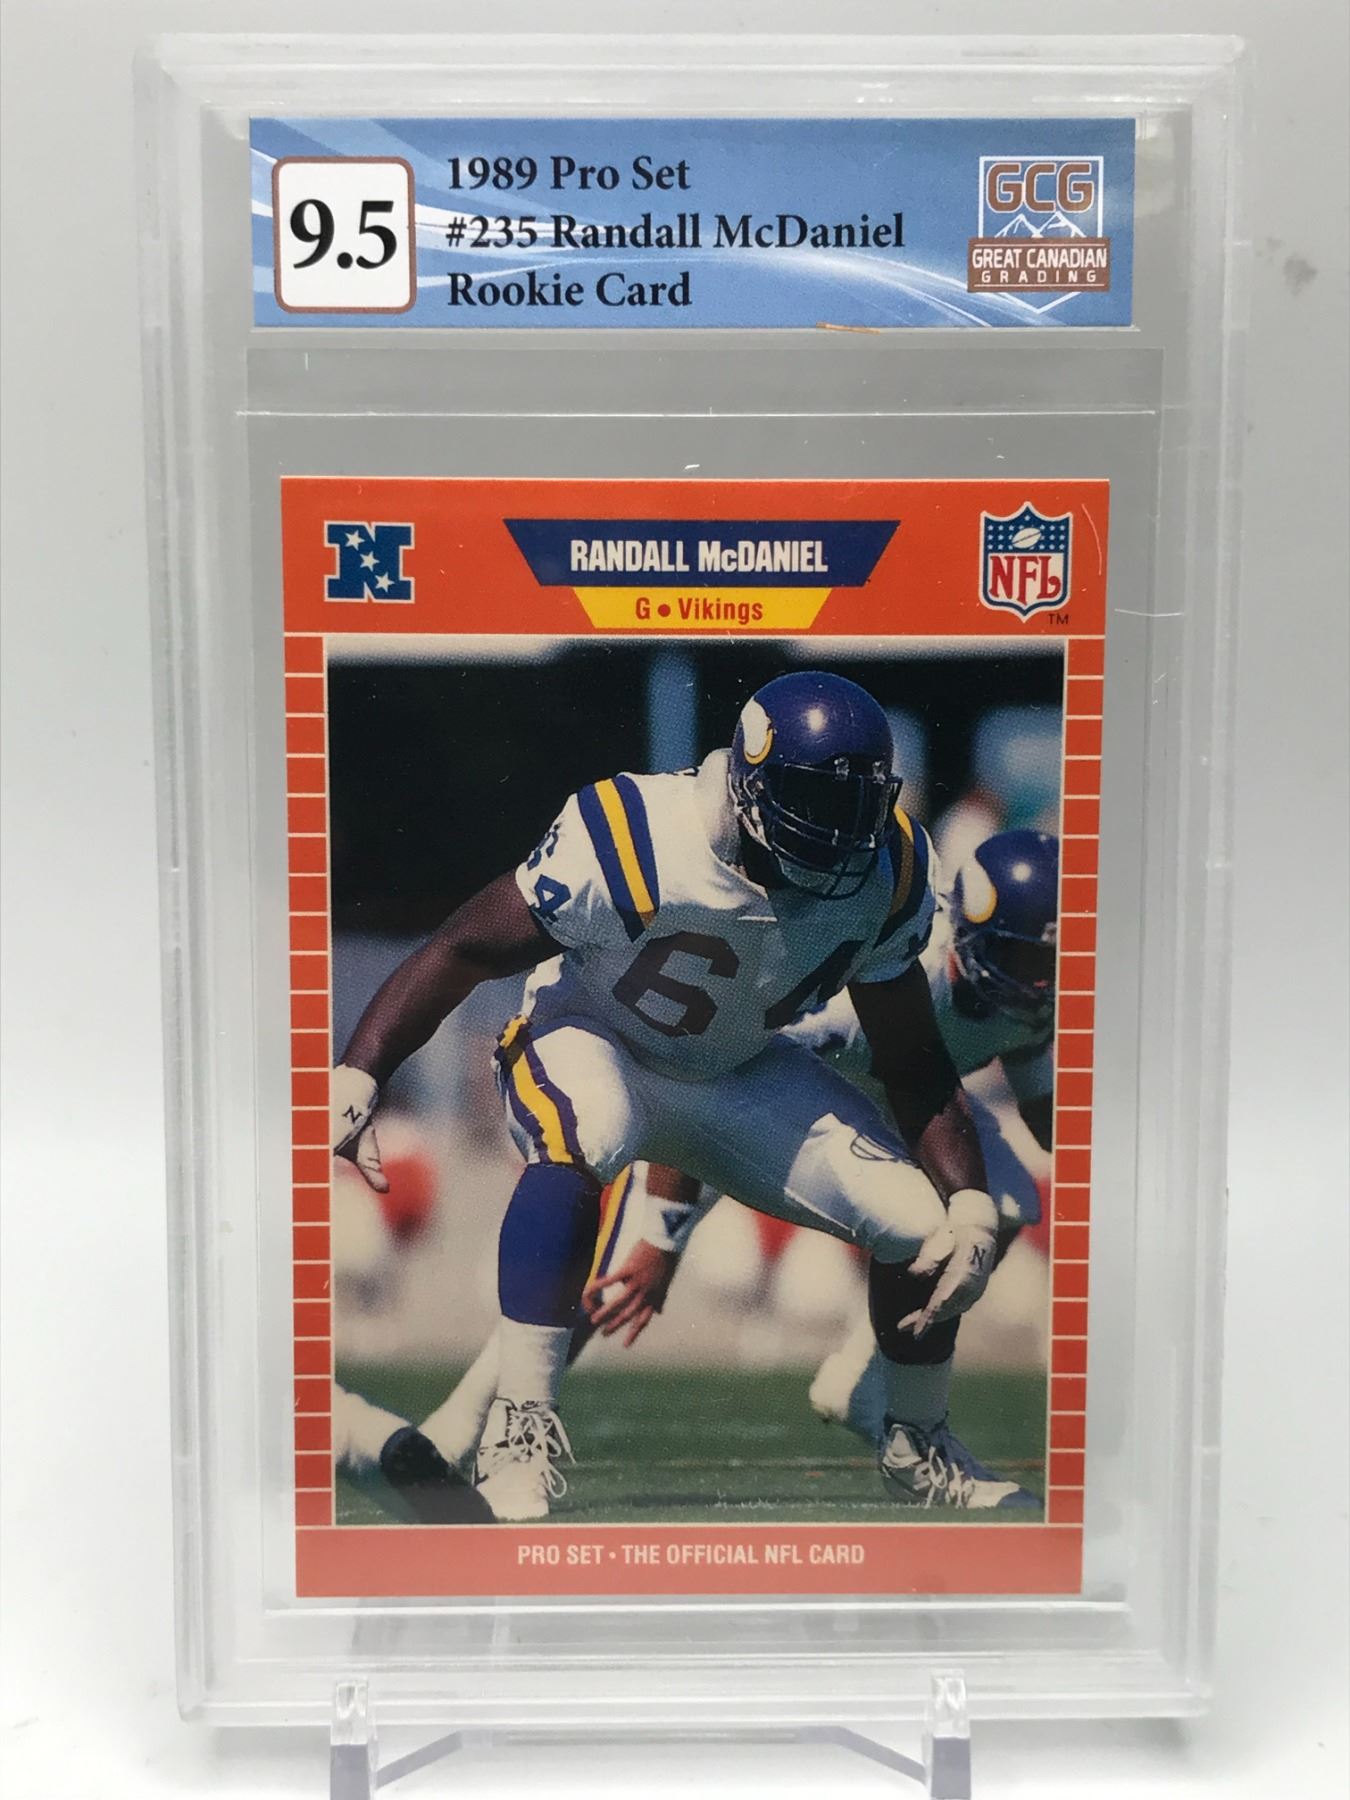 9.5
1989 Pro Set
#235 Randall McDaniel
Rookie Card
GCG
GREAT CANADIAN
GRADING
N
RANDALL McDANIEL
G • Vikings
NFL
TM
64
64
N
N
PRO SET • THE OFFICIAL NFL CARD